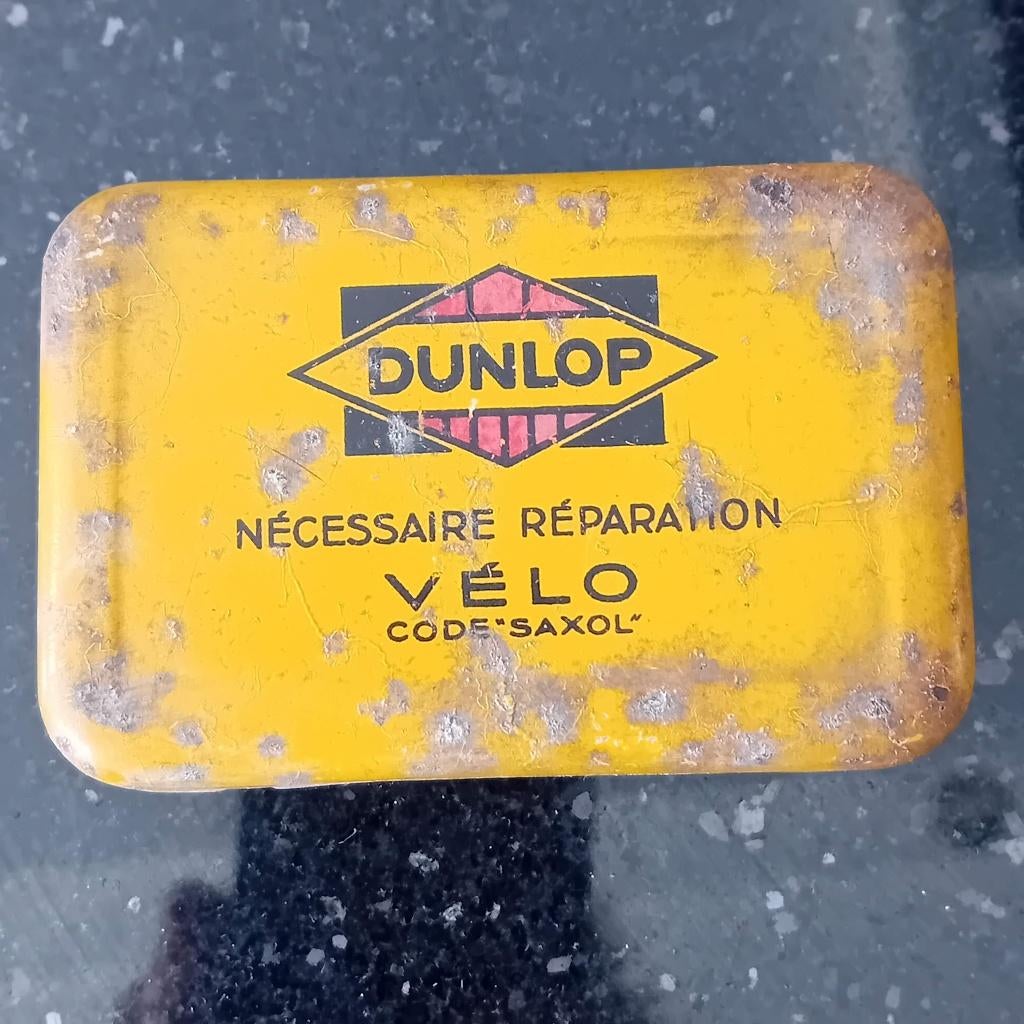 DUNLOP
NÉCESSAIRE RÉPARATION
VÉLO
CODE "SAXOL"